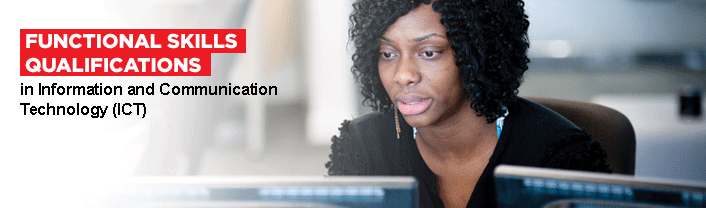 FUNCTIONAL SKILLS
QUALIFICATIONS
in Information and Communication
Technology (ICT)